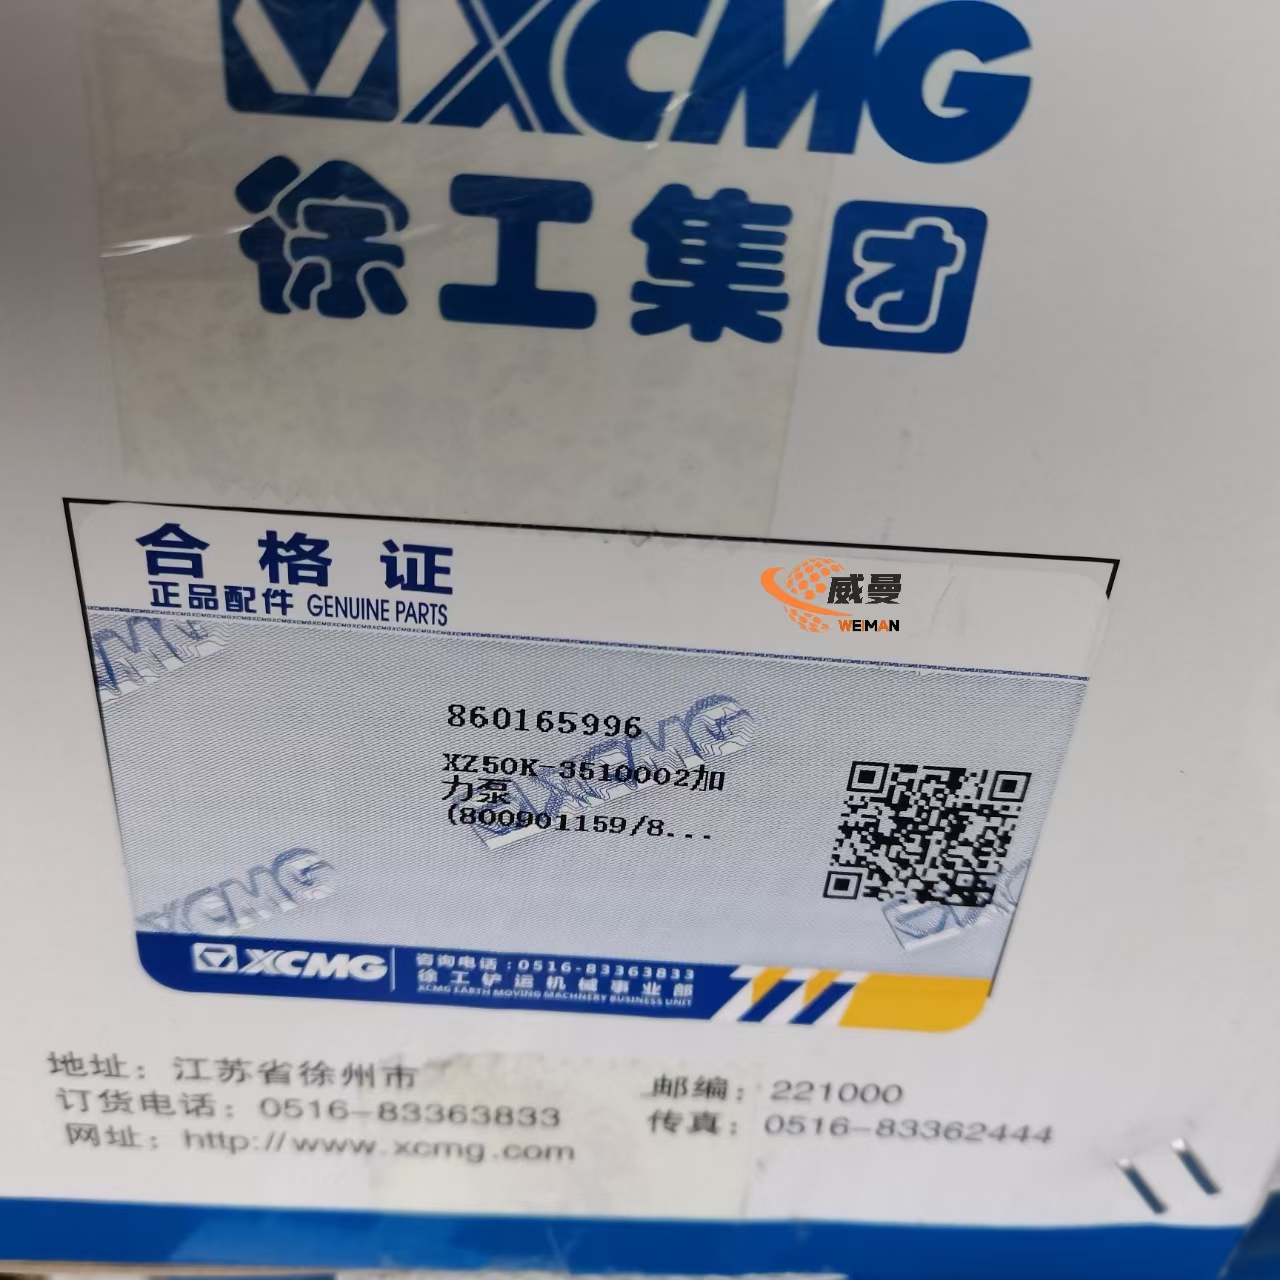 XCMG
徐工集团
合格证
正品配件 GENUINE PARTS
威曼
WEIMAN
XCMG
860165996
XCMG
XZ50K-3510002加
力泵
(800901159/8...
XCMG
XCMG
咨询电话：0516-83363833
徐工铲运机械事业部
XCMG EARTH MOVING MACHINERY BUSINESS UNIT
地址：江苏省徐州市
邮编：221000
订货电话：0516-83363833
传真：0516-83362444
网址：http://www.xcmg.com